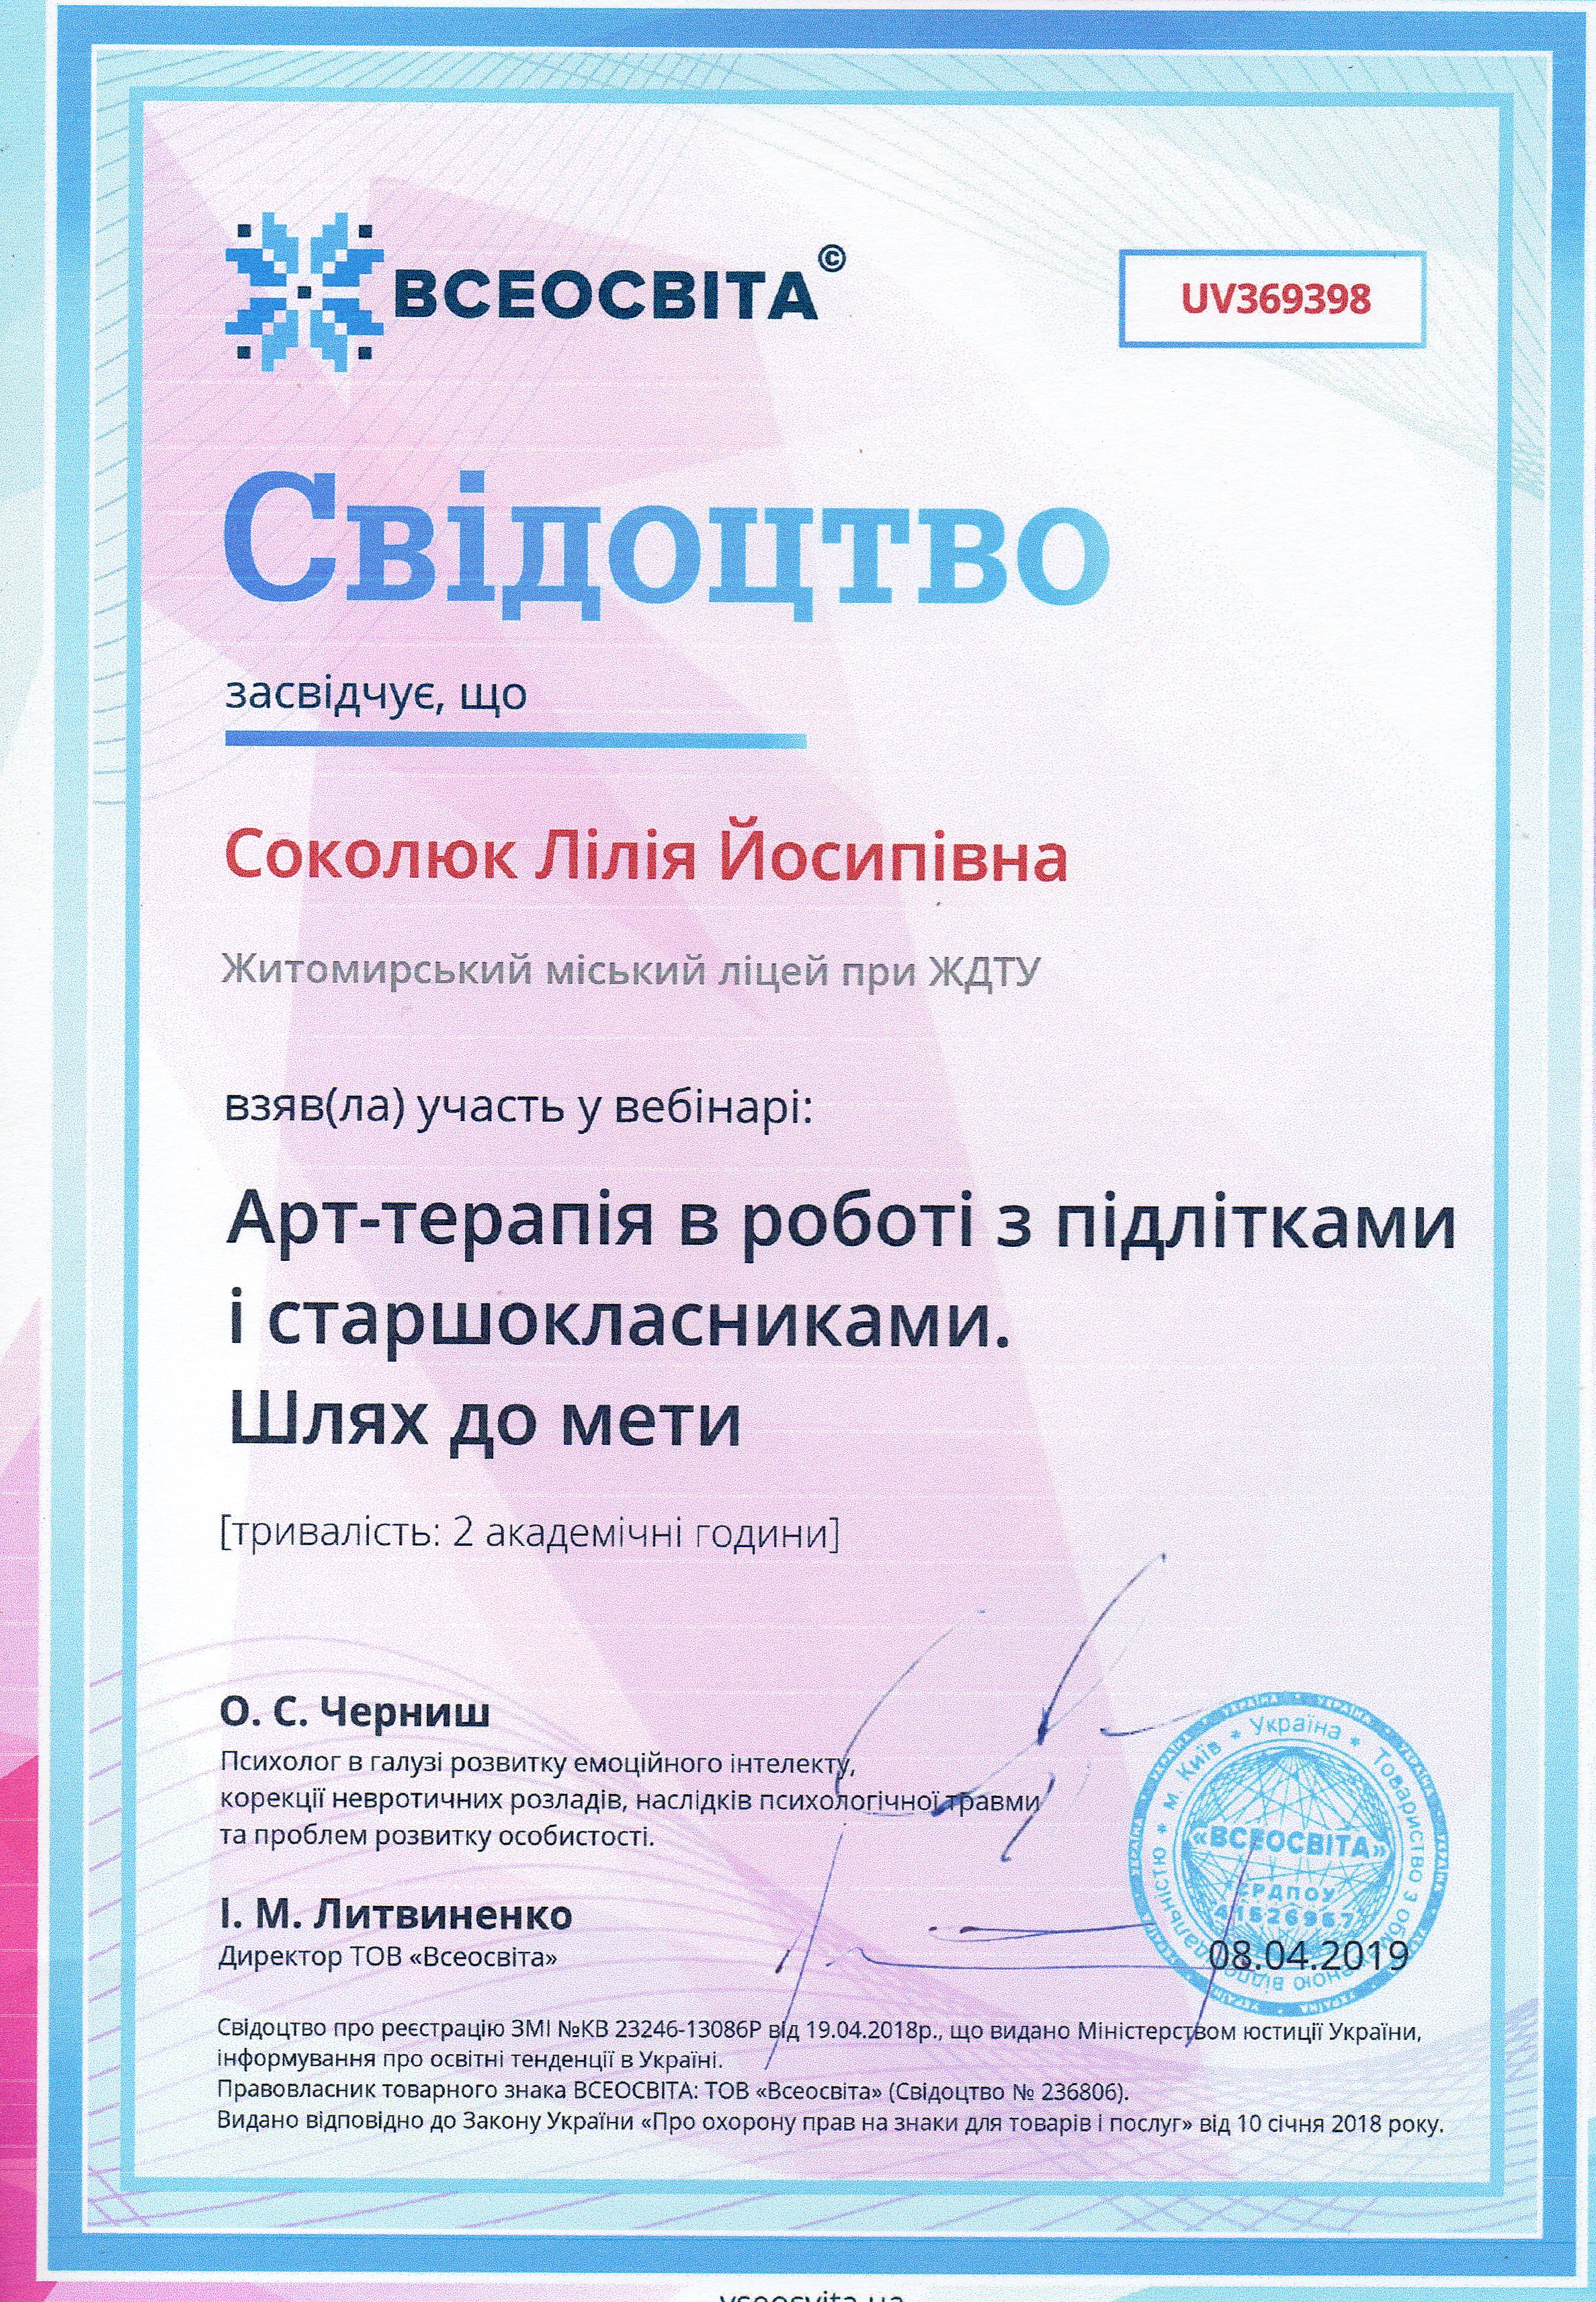 ВСЕОСВІТА©
UV369398
Свідоцтво
засвідчує, що
Соколюк Лілія Йосипівна
Житомирський міський ліцей при ЖДТУ
взяв(ла) участь у вебінарі:
Арт-терапія в роботі з підлітками
і старшокласниками.
Шлях до мети
[тривалість: 2 академічні години]
О. С. Черниш
Психолог в галузі розвитку емоційного інтелекту,
корекції невротичних розладів, наслідків психологічної травми
та проблем розвитку особистості.
І. М. Литвиненко
Директор ТОВ «Всеосвіта»
м. Київ * Україна * Товариство з обмеженою відповідальністю *
«ВСЕОСВІТА»
ЄРДПОУ
41526967
08.04.2019
Свідоцтво про реєстрацію ЗМІ №КВ 23246-13086Р від 19.04.2018р., що видано Міністерством юстиції України,
інформування про освітні тенденції в Україні.
Правовласник товарного знака ВСЕОСВІТА: ТОВ «Всеосвіта» (Свідоцтво № 236806).
Видано відповідно до Закону України «Про охорону прав на знаки для товарів і послуг» від 10 січня 2018 року.
vseosvita.ua